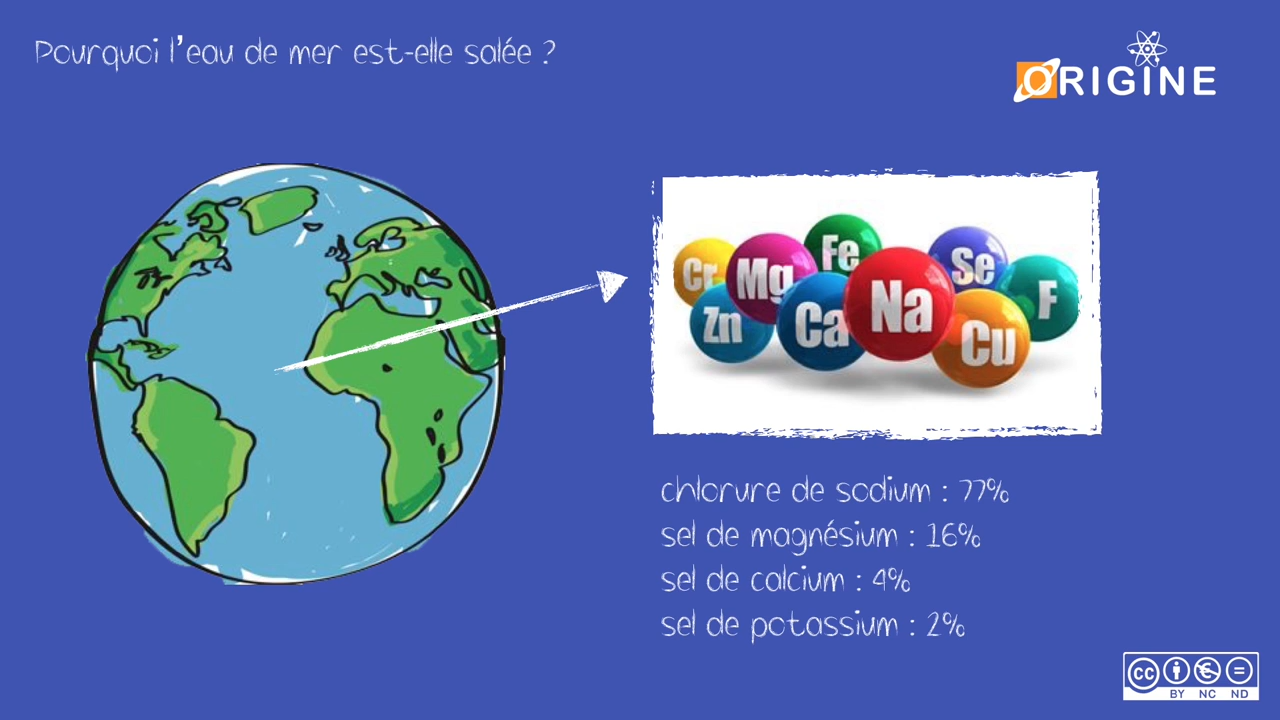 Pourquoi l'eau de mer est-elle salée ?
ORIGINE
Cr
Mg
Fe
Zn
Ca
Na
Se
F
Cu
chlorure de sodium : 77%
sel de magnésium : 16%
sel de calcium : 4%
sel de potassium : 2%
cc
BY NC ND